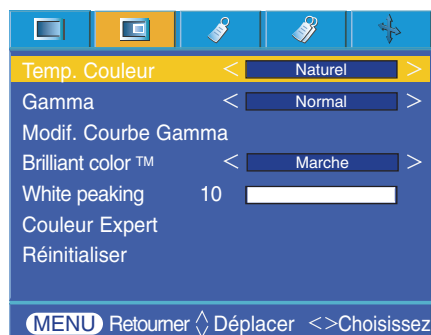 Temp. Couleur < Naturel >
Gamma < Normal >
Modif. Courbe Gamma
Brilliant color ™ < Marche >
White peaking 10
Couleur Expert
Réinitialiser
MENU Retourner Déplacer <>Choisissez